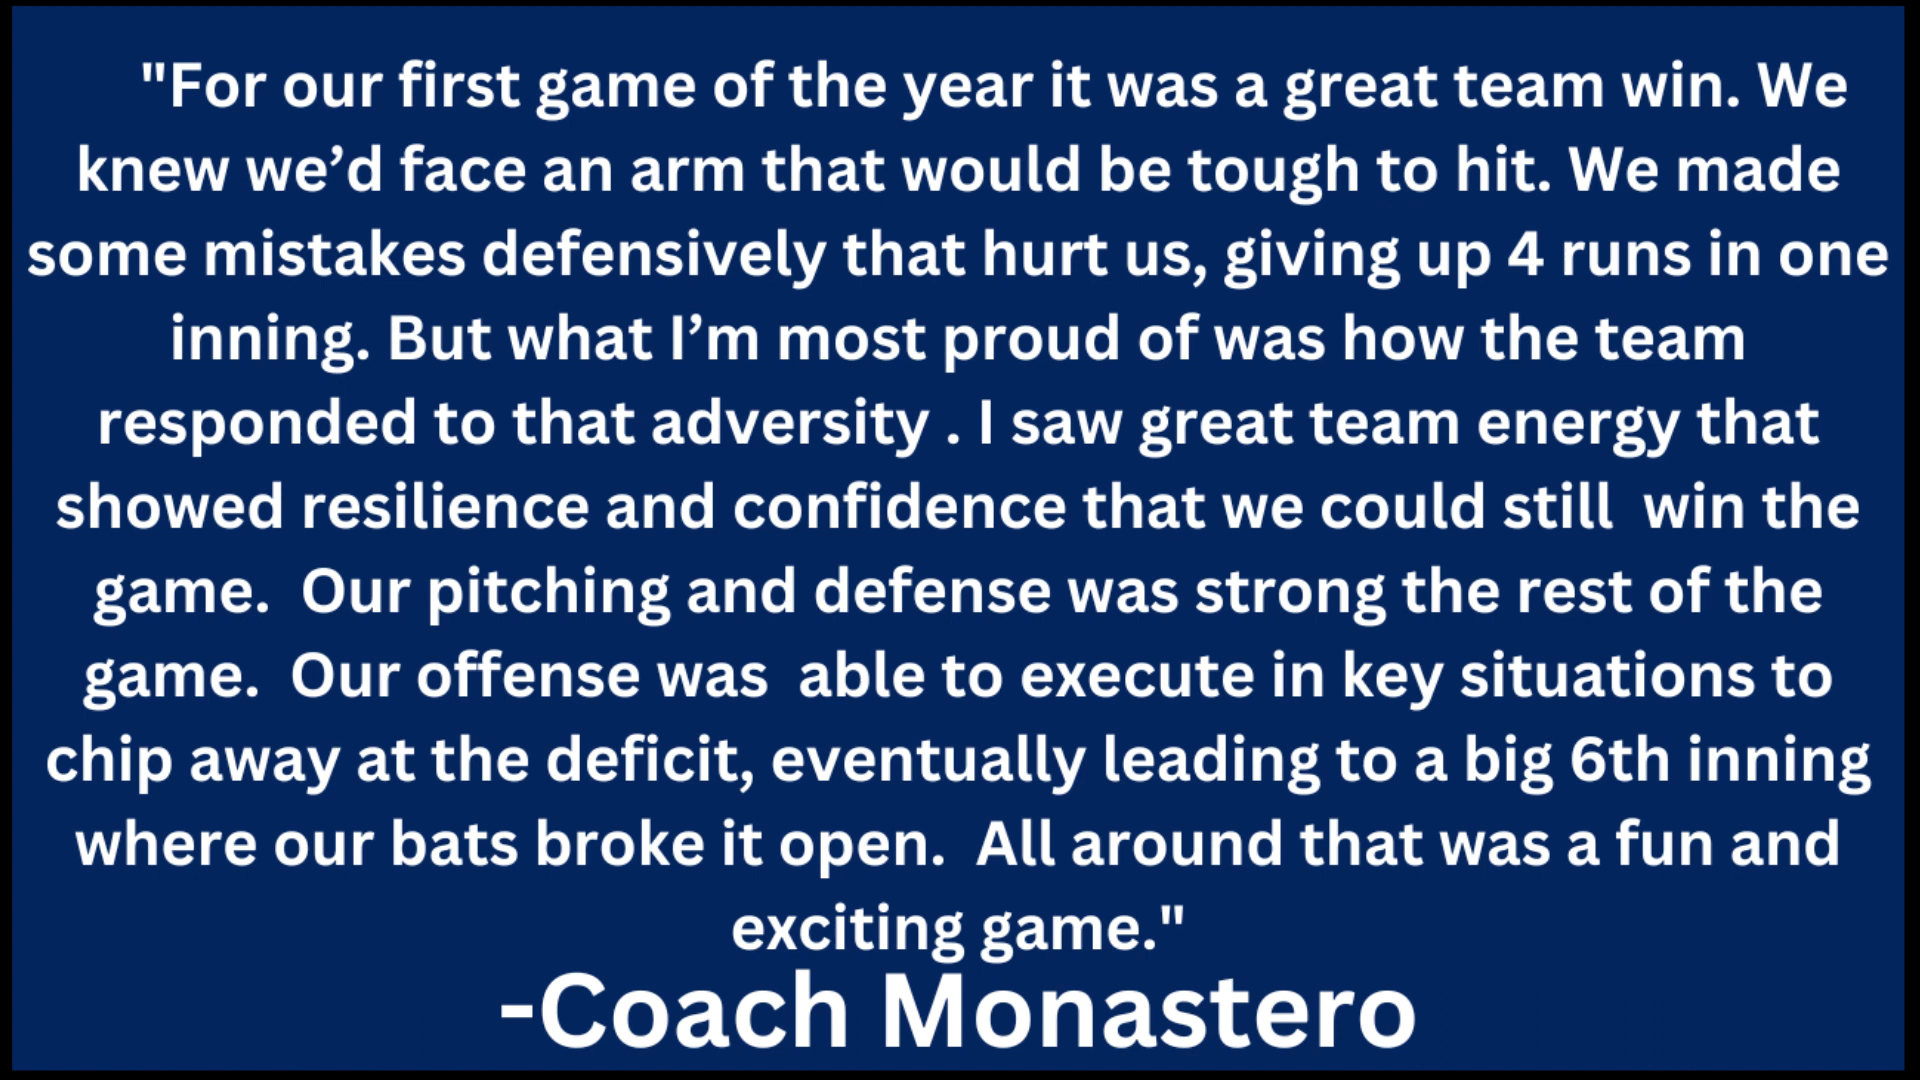 "For our first game of the year it was a great team win. We
knew we’d face an arm that would be tough to hit. We made
some mistakes defensively that hurt us, giving up 4 runs in one
inning. But what I’m most proud of was how the team
responded to that adversity . I saw great team energy that
showed resilience and confidence that we could still  win the
game.  Our pitching and defense was strong the rest of the
game.  Our offense was  able to execute in key situations to
chip away at the deficit, eventually leading to a big 6th inning
where our bats broke it open.  All around that was a fun and
exciting game."
-Coach Monastero